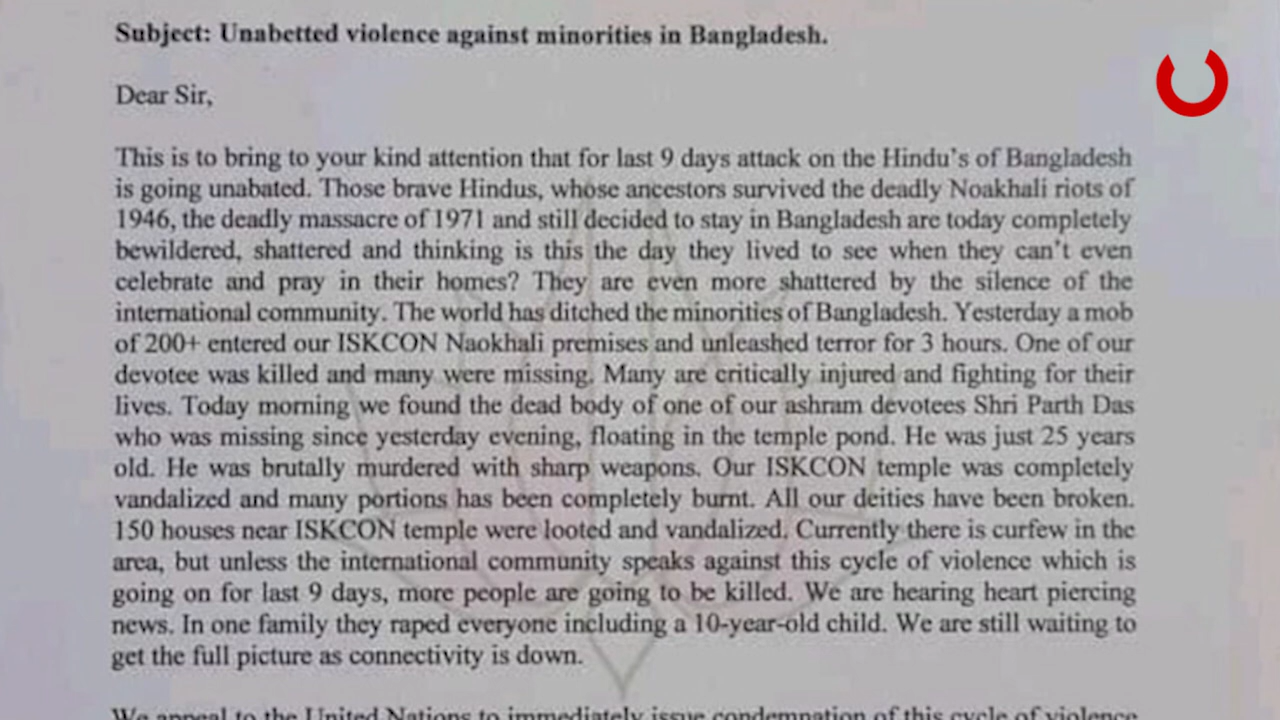 Subject: Unabetted violence against minorities in Bangladesh.
Dear Sir,
This is to bring to your kind attention that for last 9 days attack on the Hindu's of Bangladesh
is going unabated. Those brave Hindus, whose ancestors survived the deadly Noakhali riots of
1946, the deadly massacre of 1971 and still decided to stay in Bangladesh are today completely
bewildered, shattered and thinking is this the day they lived to see when they can't even
celebrate and pray in their homes? They are even more shattered by the silence of the
international community. The world has ditched the minorities of Bangladesh. Yesterday a mob
of 200+ entered our ISKCON Naokhali premises and unleashed terror for 3 hours. One of our
devotee was killed and many were missing. Many are critically injured and fighting for their
lives. Today morning we found the dead body of one of our ashram devotees Shri Parth Das
who was missing since yesterday evening, floating in the temple pond. He was just 25 years
old. He was brutally murdered with sharp weapons. Our ISKCON temple was completely
vandalized and many portions has been completely burnt. All our deities have been broken.
150 houses near ISKCON temple were looted and vandalized. Currently there is curfew in the
area, but unless the international community speaks against this cycle of violence which is
going on for last 9 days, more people are going to be killed. We are hearing heart piercing
news. In one family they raped everyone including a 10-year-old child. We are still waiting to
get the full picture as connectivity is down.
We appeal to the United Nations to immediately issue condemnation of this cycle of violence